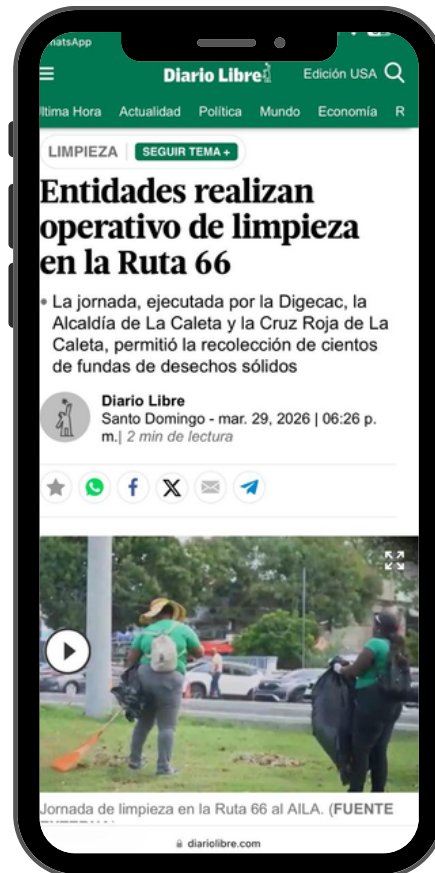 Diario Libre
Edición USA
ltima Hora Actualidad Política Mundo Economía R
LIMPIEZA SEGUIR TEMA +
Entidades realizan
operativo de limpieza
en la Ruta 66
• La jornada, ejecutada por la Digecac, la
Alcaldía de La Caleta y la Cruz Roja de La
Caleta, permitió la recolección de cientos
de fundas de desechos sólidos
Diario Libre
Santo Domingo - mar. 29, 2026 | 06:26 p.
m.| 2 min de lectura
Jornada de limpieza en la Ruta 66 al AILA. (FUENTE
diariolibre.com